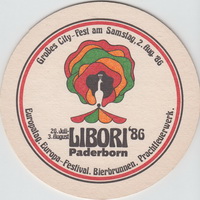 Großes City-Fest am Samstag, 2. Aug. '86
26. Juli-
3. August
LIBORI '86
Paderborn
Europatag. Europa-Festival. Bierbrunnen. Prachtfeuerwerk.